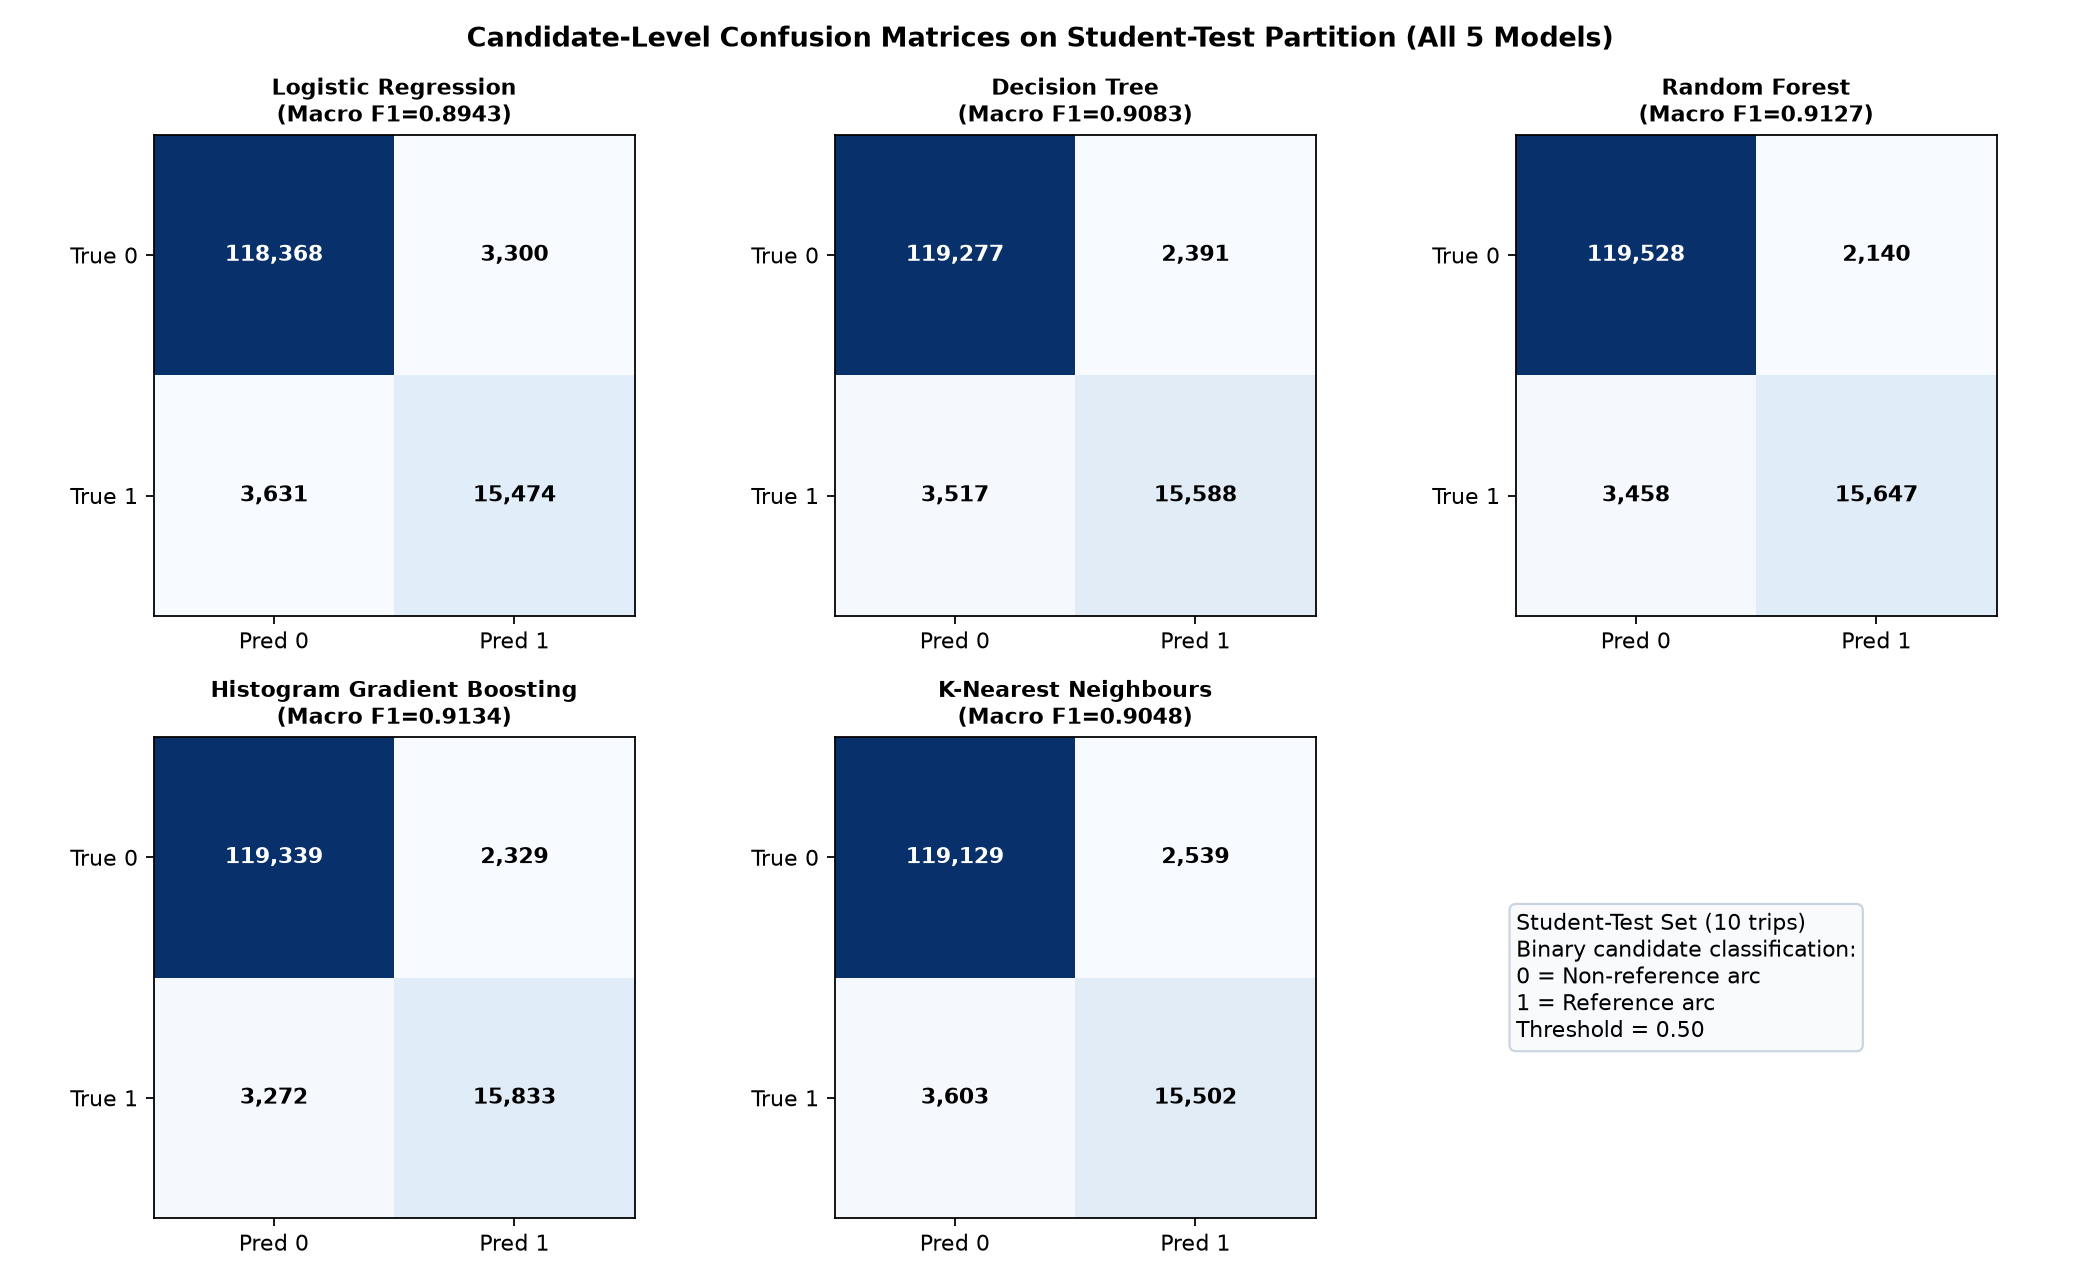 Candidate-Level Confusion Matrices on Student-Test Partition (All 5 Models)
Logistic Regression
(Macro F1=0.8943)
True 0
118,368
3,300
True 1
3,631
15,474
Pred 0
Pred 1
Decision Tree
(Macro F1=0.9083)
True 0
119,277
2,391
True 1
3,517
15,588
Pred 0
Pred 1
Random Forest
(Macro F1=0.9127)
True 0
119,528
2,140
True 1
3,458
15,647
Pred 0
Pred 1
Histogram Gradient Boosting
(Macro F1=0.9134)
True 0
119,339
2,329
True 1
3,272
15,833
Pred 0
Pred 1
K-Nearest Neighbours
(Macro F1=0.9048)
True 0
119,129
2,539
True 1
3,603
15,502
Pred 0
Pred 1
Student-Test Set (10 trips)
Binary candidate classification:
0 = Non-reference arc
1 = Reference arc
Threshold = 0.50